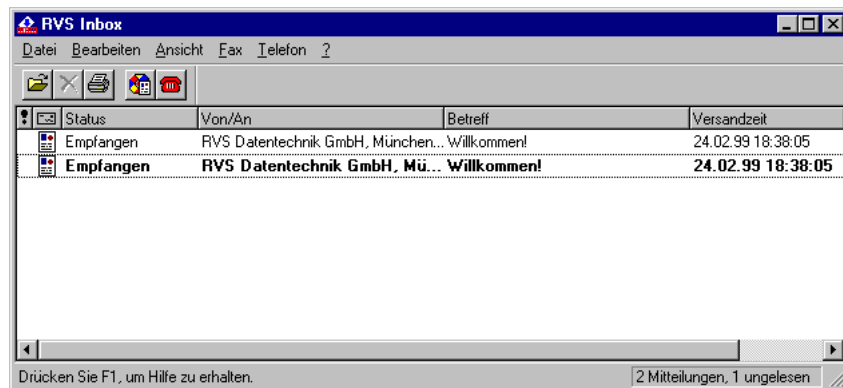 RVS Inbox
Datei Bearbeiten Ansicht Fax Telefon ?
Status Von/An Betreff Versandzeit
Empfangen RVS Datentechnik GmbH, München... Willkommen! 24.02.99 18:38:05
Empfangen RVS Datentechnik GmbH, Mü... Willkommen! 24.02.99 18:38:05
Drücken Sie F1, um Hilfe zu erhalten. 2 Mitteilungen, 1 ungelesen